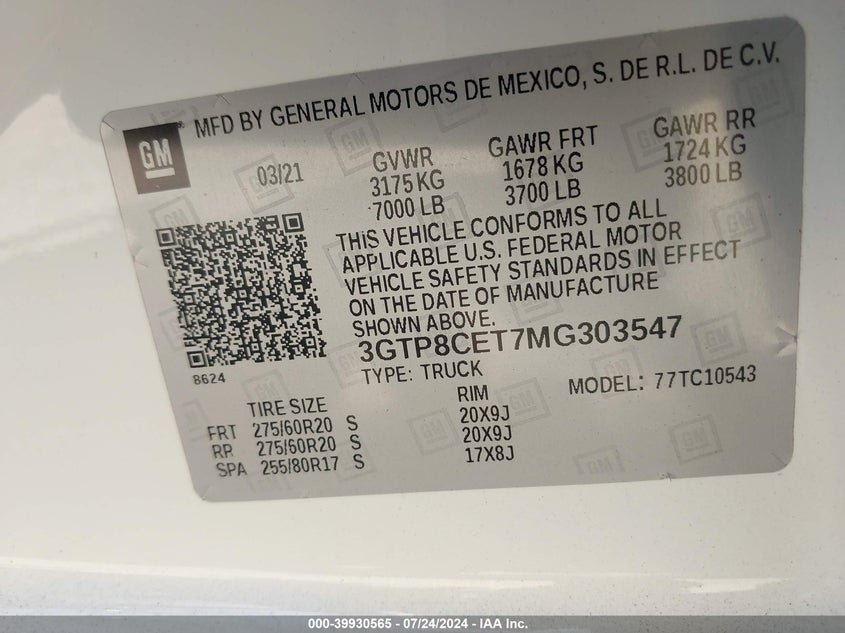 MFD BY GENERAL MOTORS DE MEXICO, S. DE R.L. DE C.V.
GM
03/21
GVWR GAWR FRT GAWR RR
3175 KG 1678 KG 1724 KG
7000 LB 3700 LB 3800 LB
THIS VEHICLE CONFORMS TO ALL
APPLICABLE U.S. FEDERAL MOTOR
VEHICLE SAFETY STANDARDS IN EFFECT
ON THE DATE OF MANUFACTURE
SHOWN ABOVE.
3GTP8CET7MG303547
8624
TYPE: TRUCK MODEL: 77TC10543
TIRE SIZE RIM
FRT 275/60R20 S 20X9J
RR 275/60R20 S 20X9J
SPA 255/80R17 S 17X8J
000-39930565 - 07/24/2024 - IAA Inc.